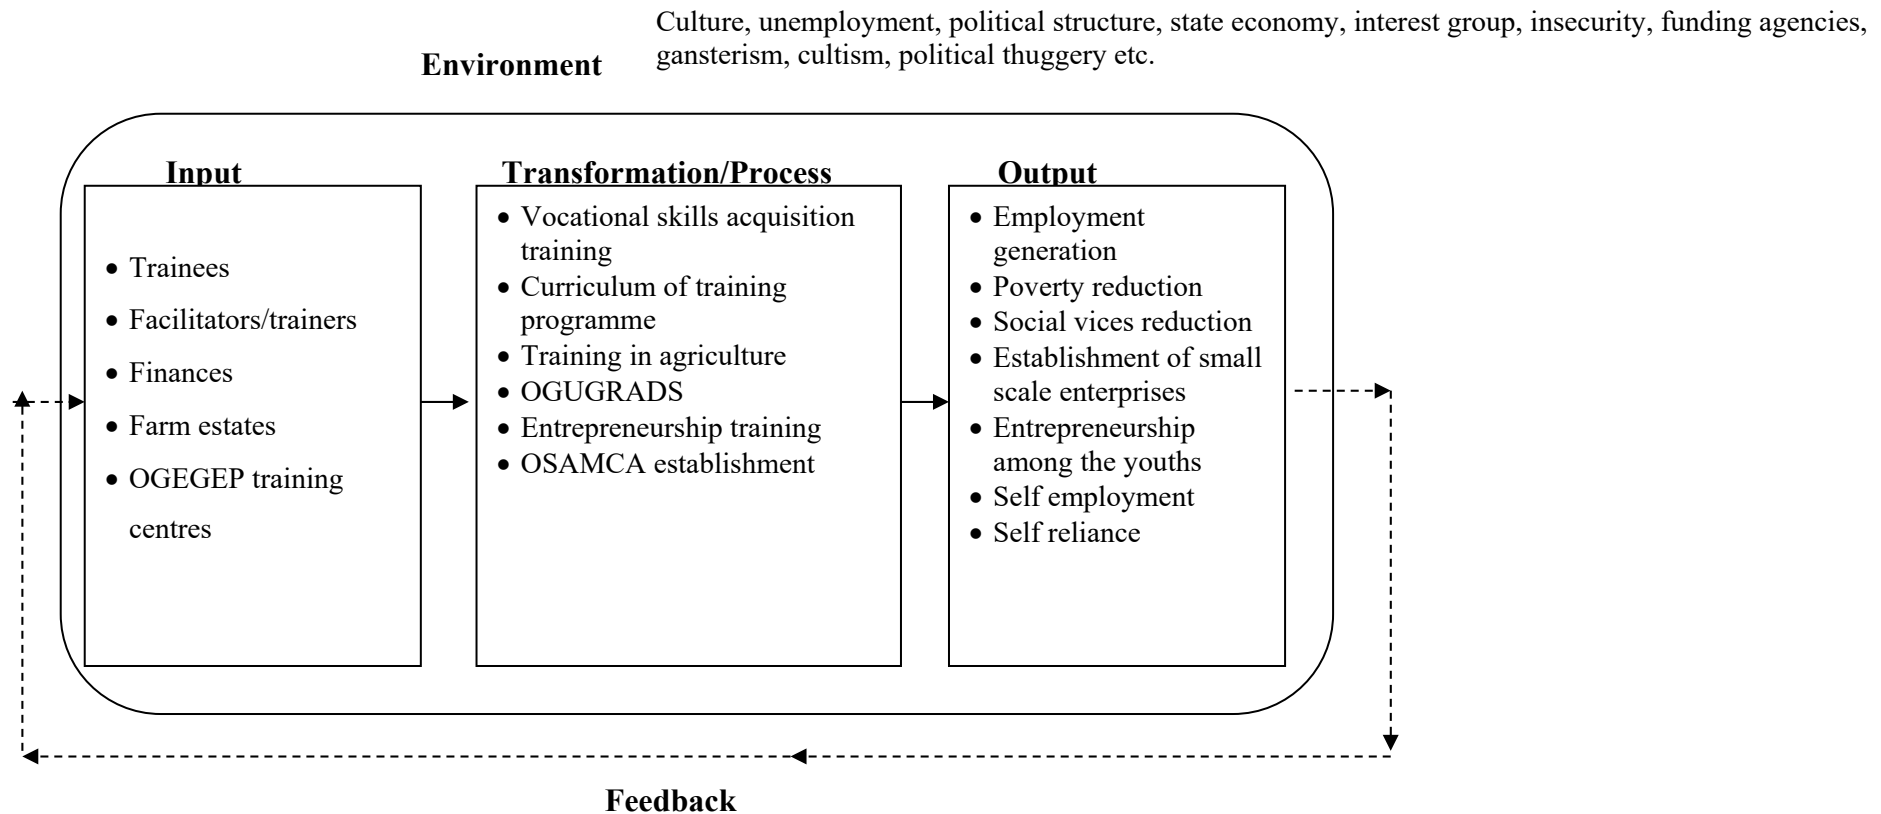 Culture, unemployment, political structure, state economy, interest group, insecurity, funding agencies,
gansterism, cultism, political thuggery etc.
Environment
Input
• Trainees
• Facilitators/trainers
• Finances
• Farm estates
• OGEGEP training
centres
Transformation/Process
• Vocational skills acquisition
training
• Curriculum of training
programme
• Training in agriculture
• OGUGRADS
• Entrepreneurship training
• OSAMCA establishment
Output
• Employment
generation
• Poverty reduction
• Social vices reduction
• Establishment of small
scale enterprises
• Entrepreneurship
among the youths
• Self employment
• Self reliance
Feedback